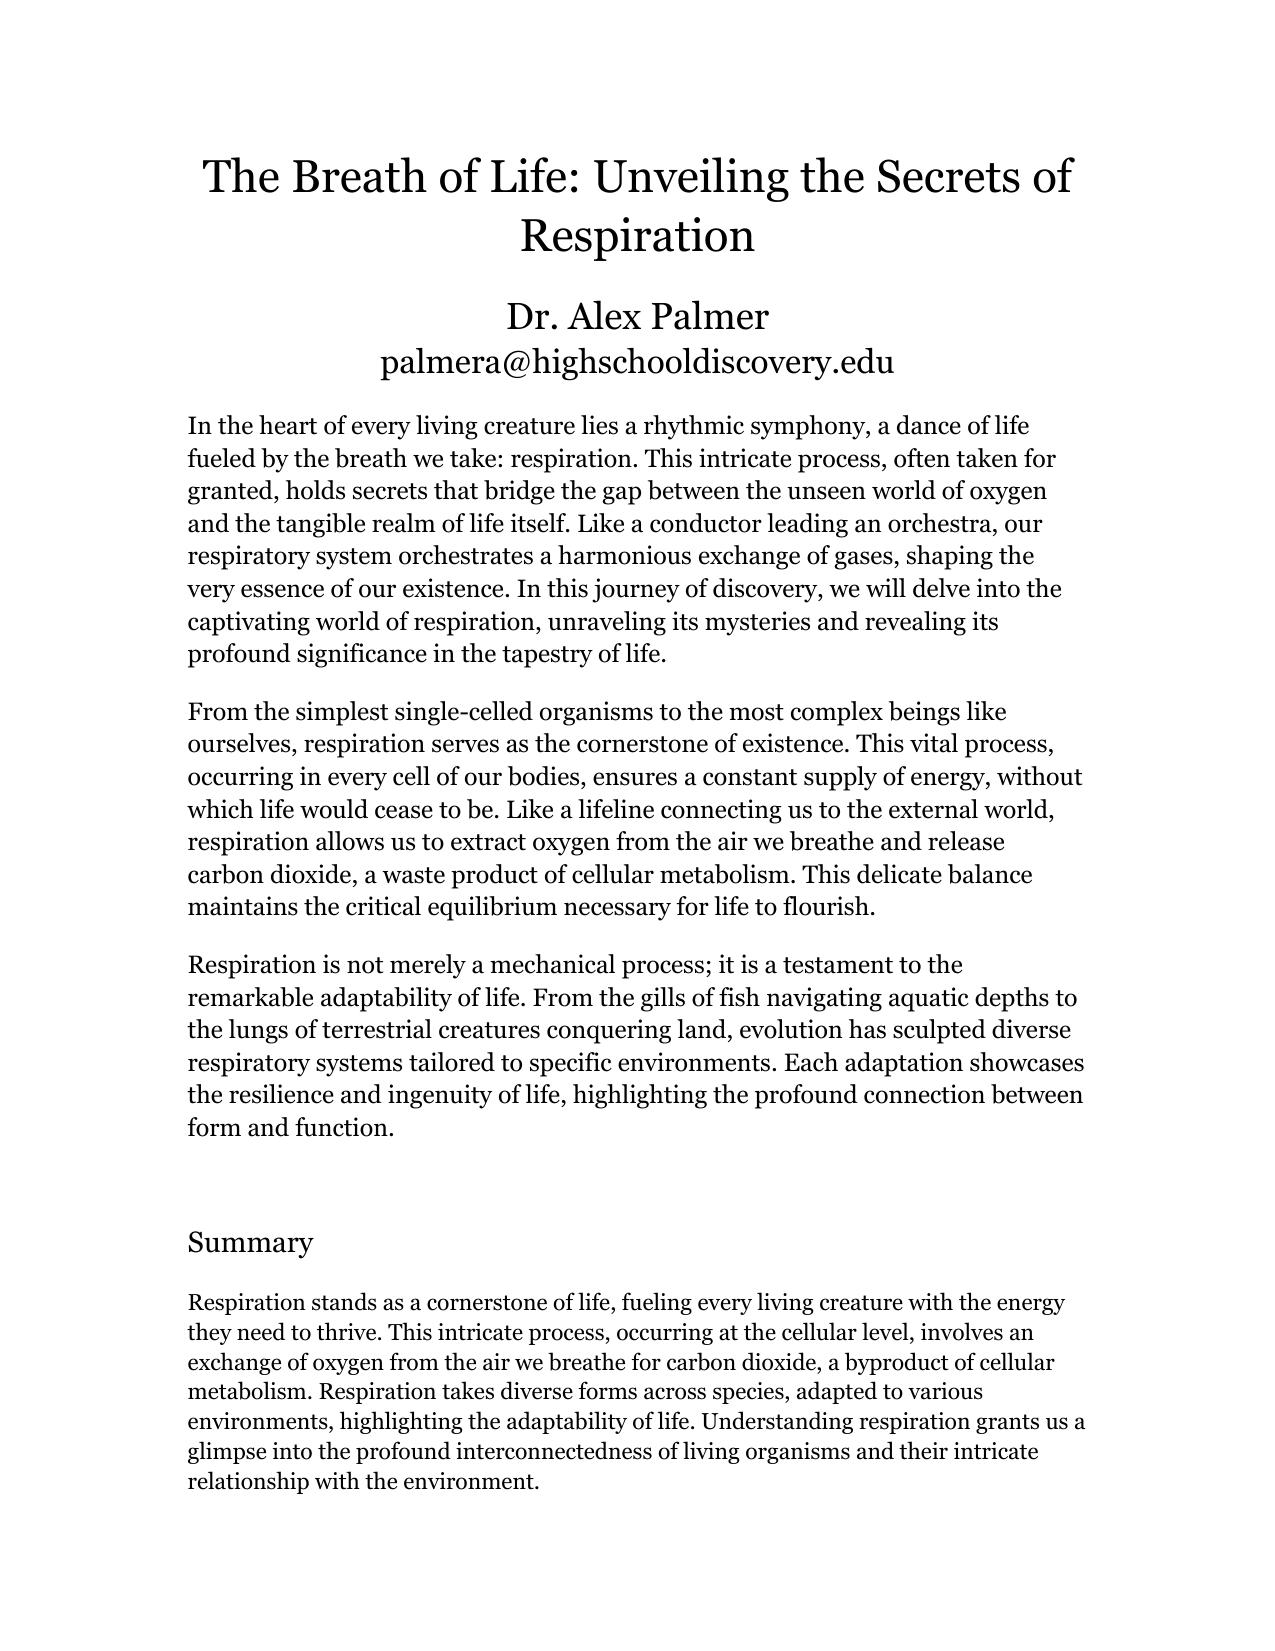 The Breath of Life: Unveiling the Secrets of
Respiration
Dr. Alex Palmer
palmera@highschooldiscovery.edu
In the heart of every living creature lies a rhythmic symphony, a dance of life
fueled by the breath we take: respiration. This intricate process, often taken for
granted, holds secrets that bridge the gap between the unseen world of oxygen
and the tangible realm of life itself. Like a conductor leading an orchestra, our
respiratory system orchestrates a harmonious exchange of gases, shaping the
very essence of our existence. In this journey of discovery, we will delve into the
captivating world of respiration, unraveling its mysteries and revealing its
profound significance in the tapestry of life.
From the simplest single-celled organisms to the most complex beings like
ourselves, respiration serves as the cornerstone of existence. This vital process,
occurring in every cell of our bodies, ensures a constant supply of energy, without
which life would cease to be. Like a lifeline connecting us to the external world,
respiration allows us to extract oxygen from the air we breathe and release
carbon dioxide, a waste product of cellular metabolism. This delicate balance
maintains the critical equilibrium necessary for life to flourish.
Respiration is not merely a mechanical process; it is a testament to the
remarkable adaptability of life. From the gills of fish navigating aquatic depths to
the lungs of terrestrial creatures conquering land, evolution has sculpted diverse
respiratory systems tailored to specific environments. Each adaptation showcases
the resilience and ingenuity of life, highlighting the profound connection between
form and function.
Summary
Respiration stands as a cornerstone of life, fueling every living creature with the energy
they need to thrive. This intricate process, occurring at the cellular level, involves an
exchange of oxygen from the air we breathe for carbon dioxide, a byproduct of cellular
metabolism. Respiration takes diverse forms across species, adapted to various
environments, highlighting the adaptability of life. Understanding respiration grants us a
glimpse into the profound interconnectedness of living organisms and their intricate
relationship with the environment.